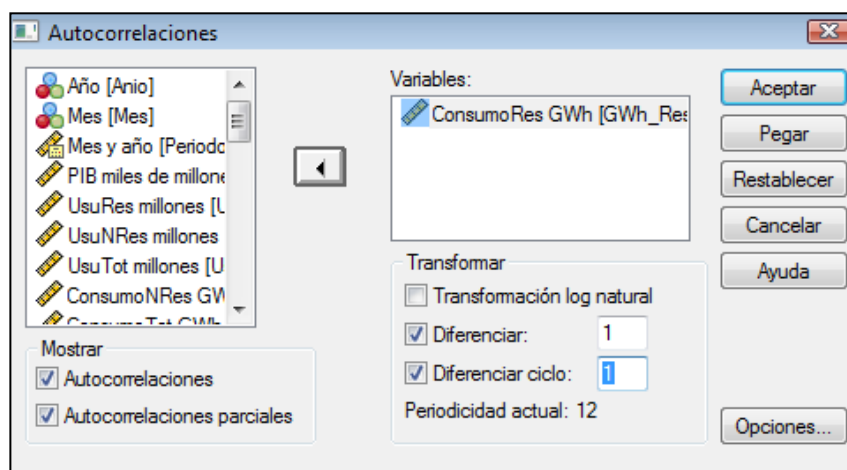 Autocorrelaciones
Año [Anio]
Mes [Mes]
Mes y año [Periodo
PIB miles de millone
UsuRes millones [U
UsuNRes millones
UsuTot millones [U
ConsumoNRes GW
ConsumoTot GWh
Mostrar
Autocorrelaciones
Autocorrelaciones parciales
Variables:
ConsumoRes GWh [GWh_Res
Transformar
Transformación log natural
Diferenciar: 1
Diferenciar ciclo: 1
Periodicidad actual: 12
Aceptar
Pegar
Restablecer
Cancelar
Ayuda
Opciones...